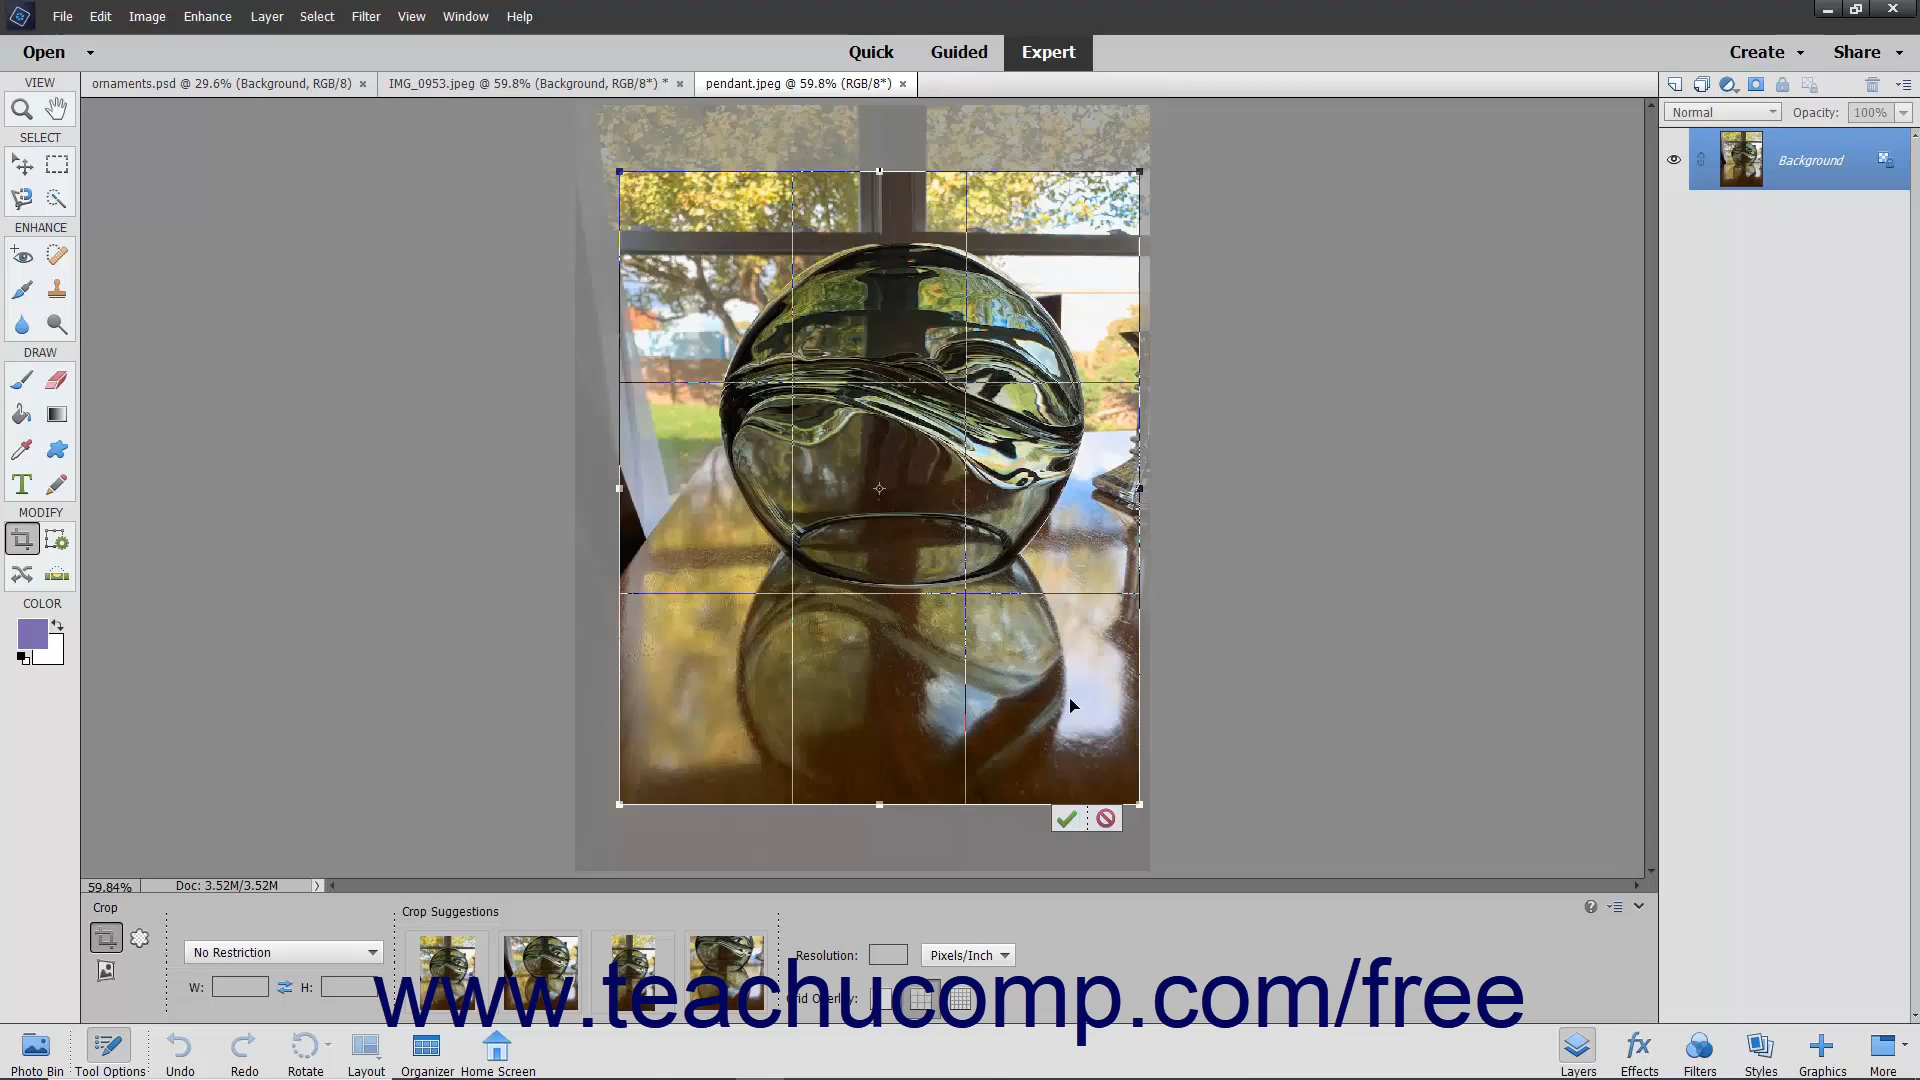 File Edit Image Enhance Layer Select Filter View Window Help
Open Quick Guided Expert Create Share
VIEW
ornaments.psd @ 29.6% (Background, RGB/8) × IMG_0953.jpeg @ 59.8% (Background, RGB/8*) * × pendant.jpeg @ 59.8% (RGB/8*) ×
Normal Opacity: 100%
SELECT
Background
ENHANCE
DRAW
T
MODIFY
COLOR
59.84% Doc: 3.52M/3.52M
Crop
Crop Suggestions
No Restriction
Resolution: Pixels/Inch
W: H:
Grid Overlay:
www.teachucomp.com/free
Photo Bin Tool Options Undo Redo Rotate Layout Organizer Home Screen
fx
Layers Effects Filters Styles Graphics More